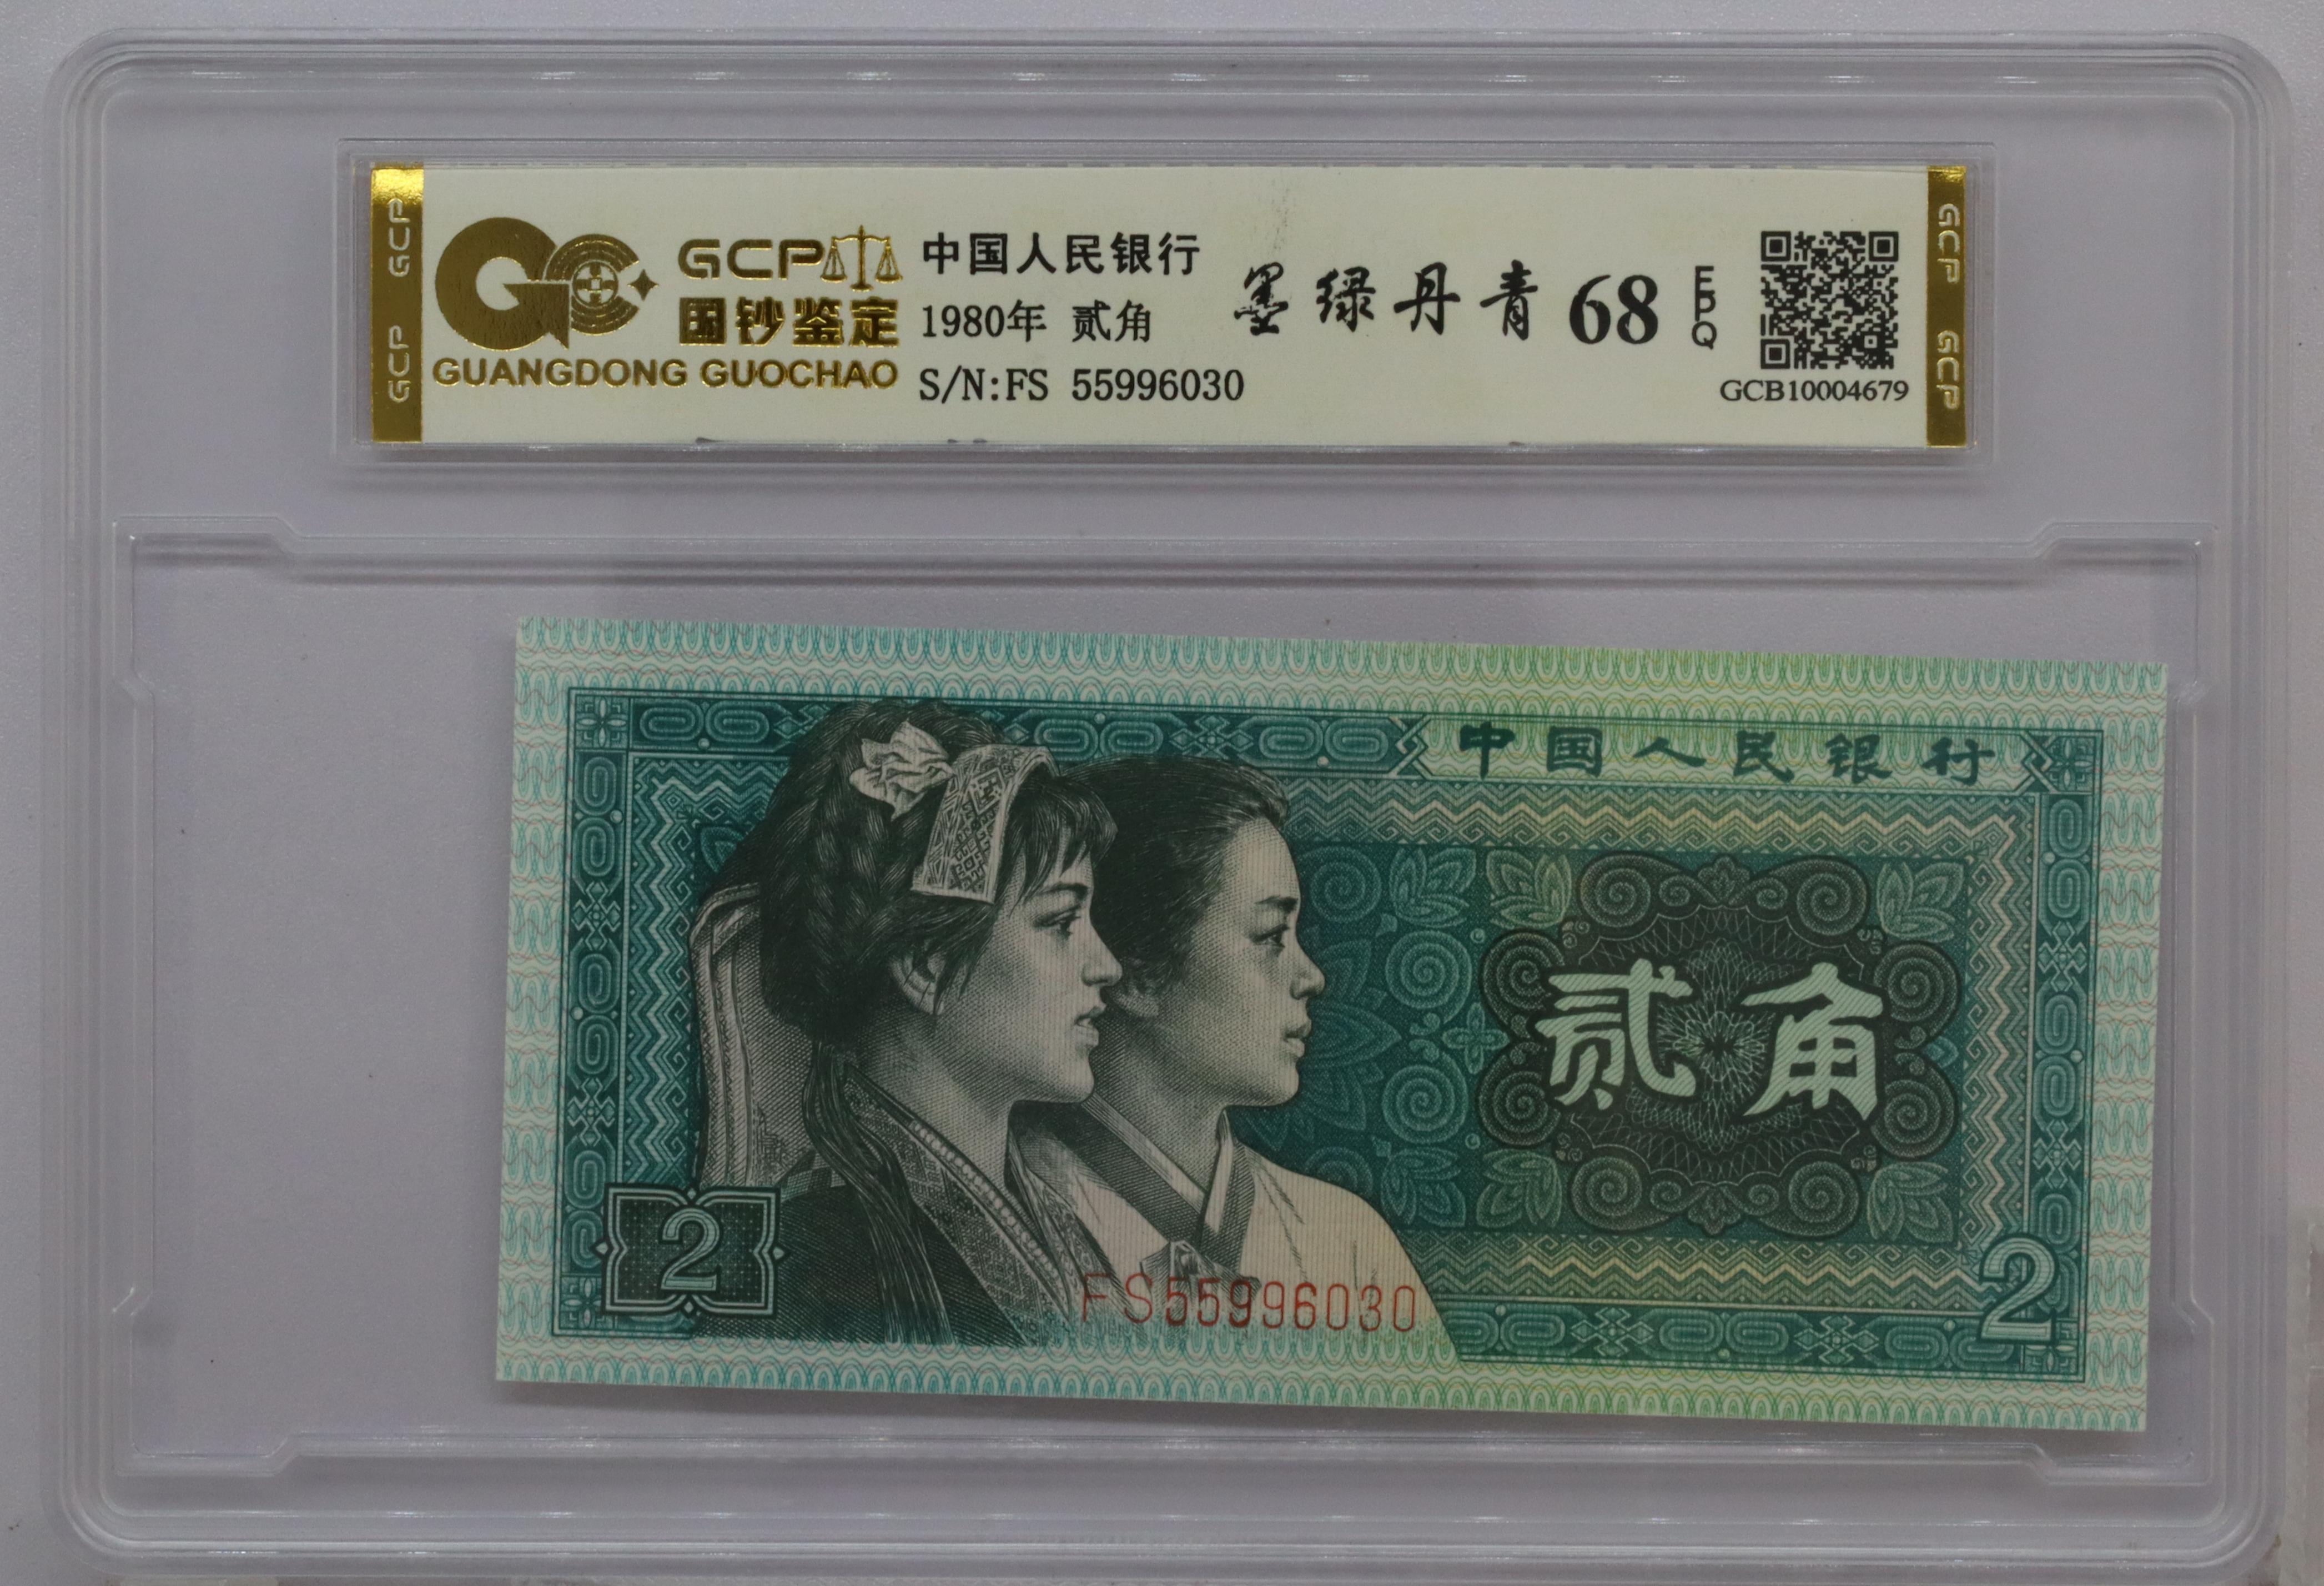 GCP
GCP
GCP
国钞鉴定
GUANGDONG GUOCHAO
中国人民银行
1980年 贰角
S/N:FS 55996030
墨绿丹青 68 EPQ
GCB10004679
GCP
GCP
中国人民银行
贰角
2
FS55996030
2